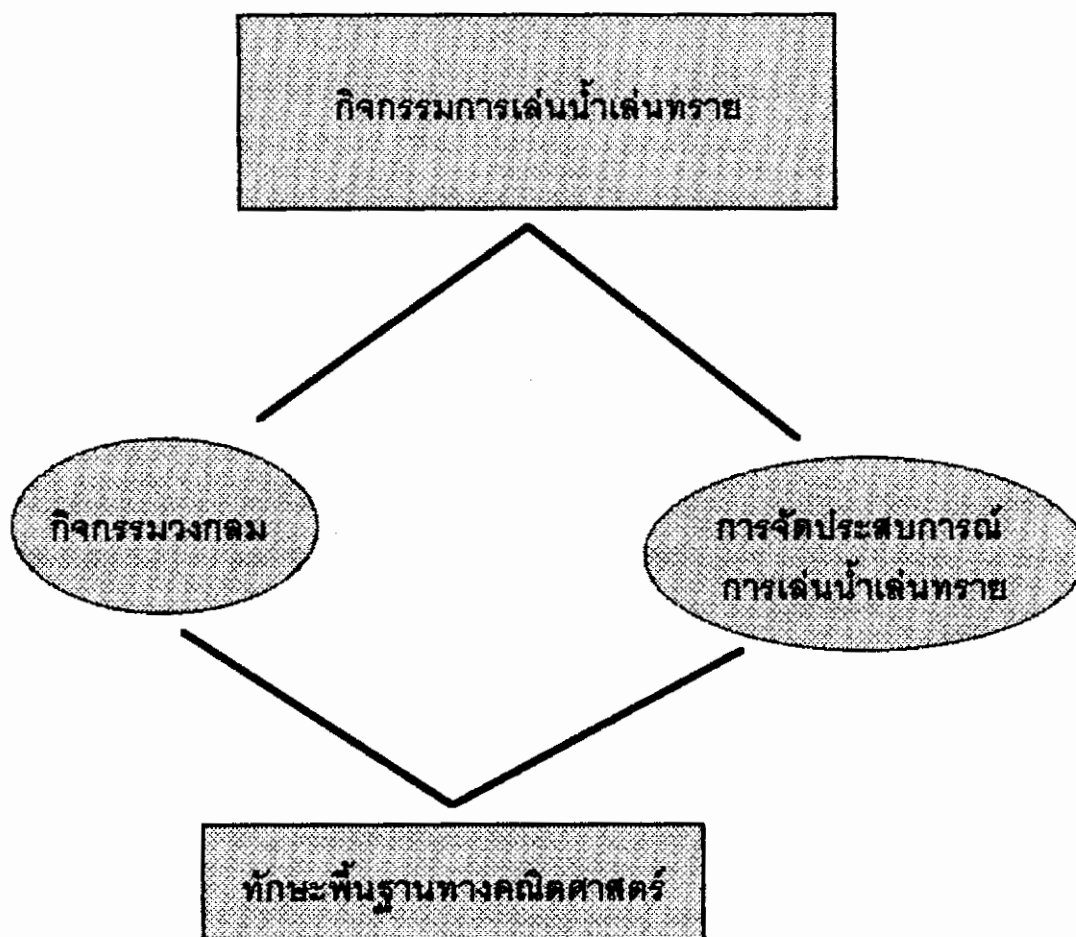 กิจกรรมการเล่นน้ำเล่นทราย
กิจกรรมวงกลม
การจัดประสบการณ์
การเล่นน้ำเล่นทราย
ทักษะพื้นฐานทางคณิตศาสตร์